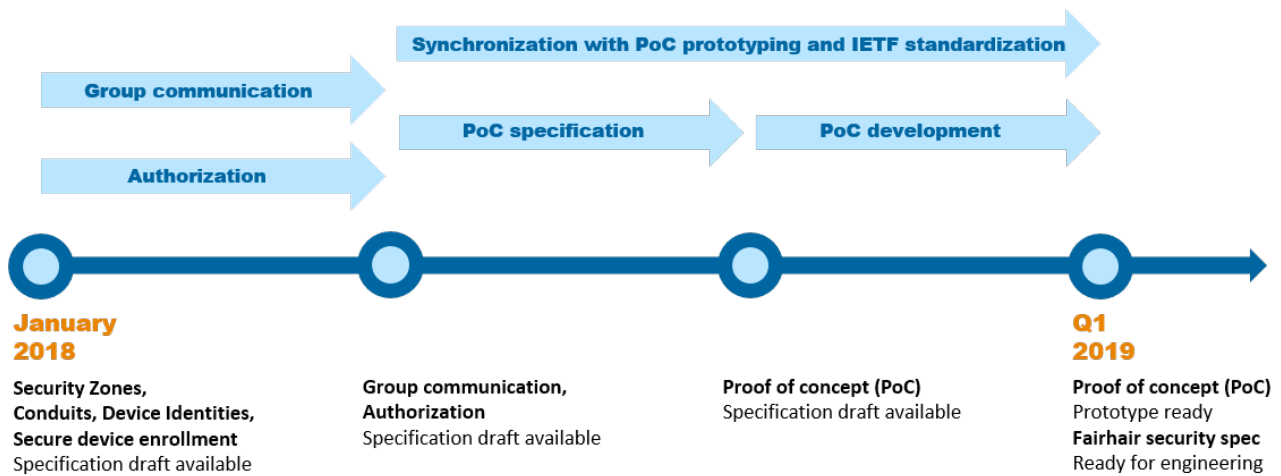 Synchronization with PoC prototyping and IETF standardization
Group communication
PoC specification
PoC development
Authorization
January
2018
Security Zones,
Conduits, Device Identities,
Secure device enrollment
Specification draft available
Group communication,
Authorization
Specification draft available
Proof of concept (PoC)
Specification draft available
Q1
2019
Proof of concept (PoC)
Prototype ready
Fairhair security spec
Ready for engineering